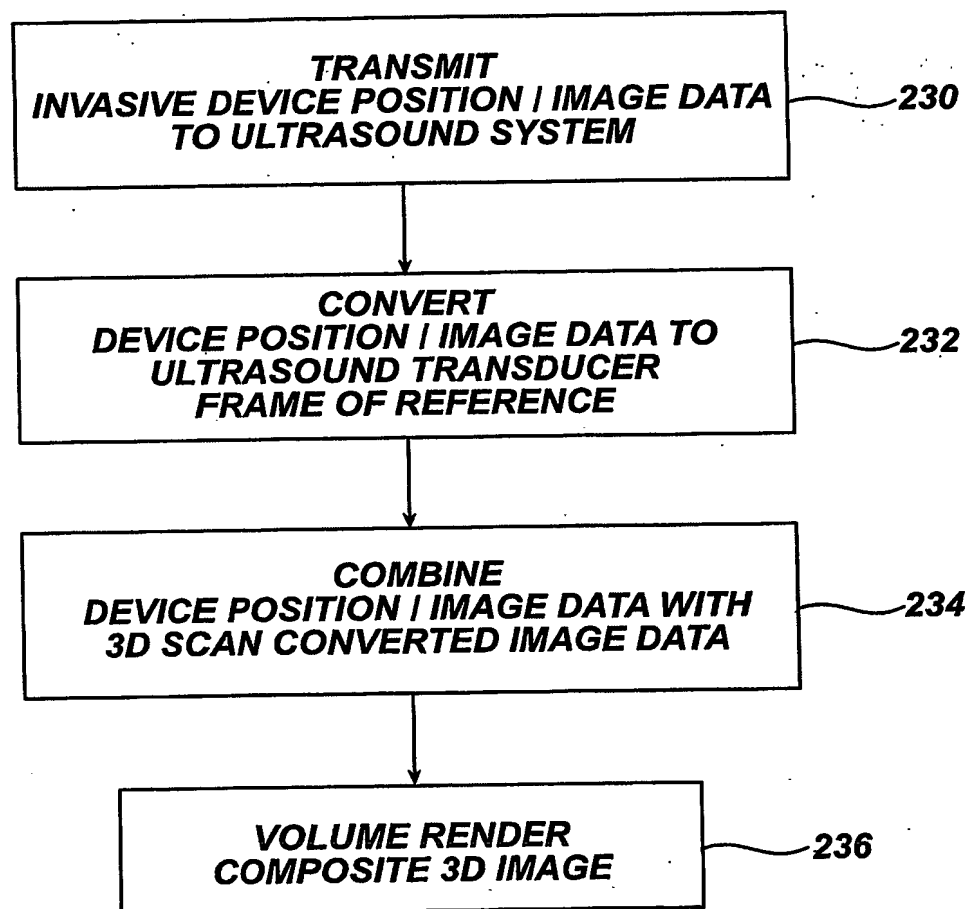 TRANSMIT
INVASIVE DEVICE POSITION / IMAGE DATA
TO ULTRASOUND SYSTEM
230
CONVERT
DEVICE POSITION / IMAGE DATA TO
ULTRASOUND TRANSDUCER
FRAME OF REFERENCE
232
COMBINE
DEVICE POSITION / IMAGE DATA WITH
3D SCAN CONVERTED IMAGE DATA
234
VOLUME RENDER
COMPOSITE 3D IMAGE
236